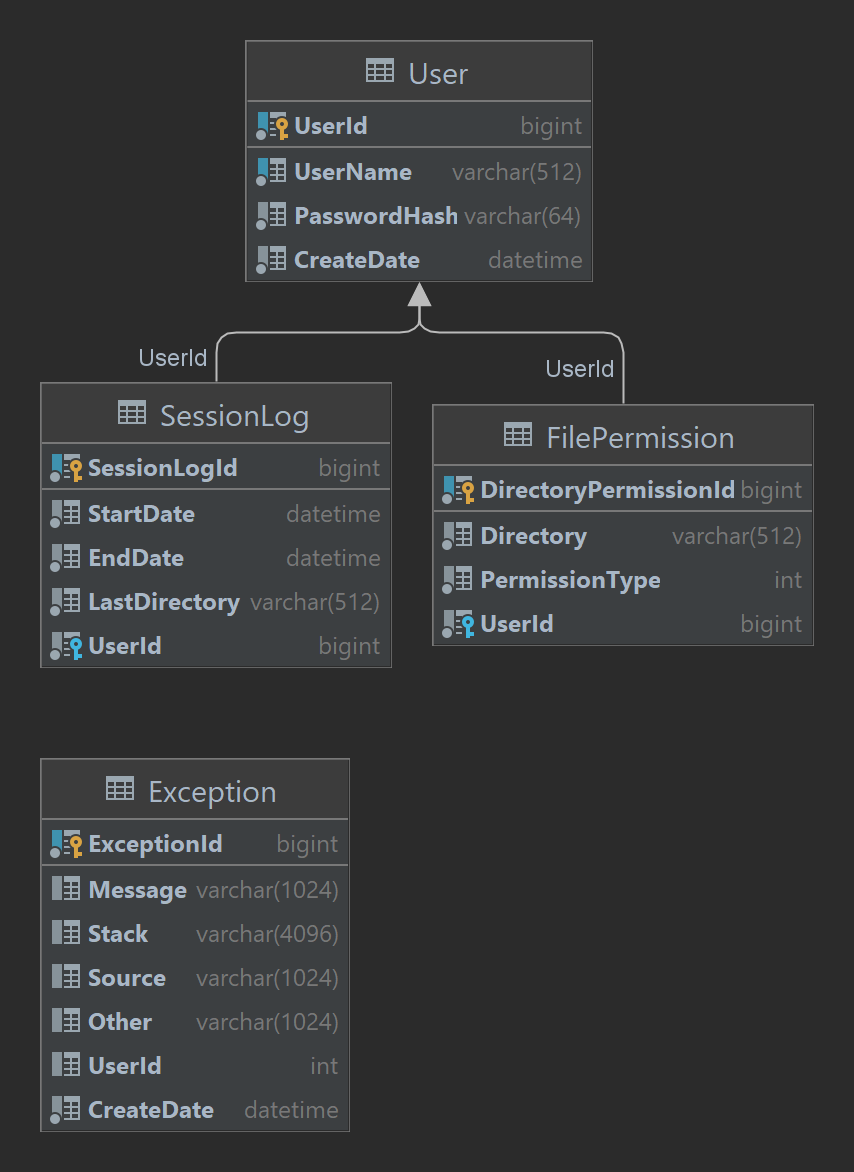 User
UserId bigint
UserName varchar(512)
PasswordHash varchar(64)
CreateDate datetime
UserId
UserId
SessionLog
SessionLogId bigint
StartDate datetime
EndDate datetime
LastDirectory varchar(512)
UserId bigint
FilePermission
DirectoryPermissionId bigint
Directory varchar(512)
PermissionType int
UserId bigint
Exception
ExceptionId bigint
Message varchar(1024)
Stack varchar(4096)
Source varchar(1024)
Other varchar(1024)
UserId int
CreateDate datetime